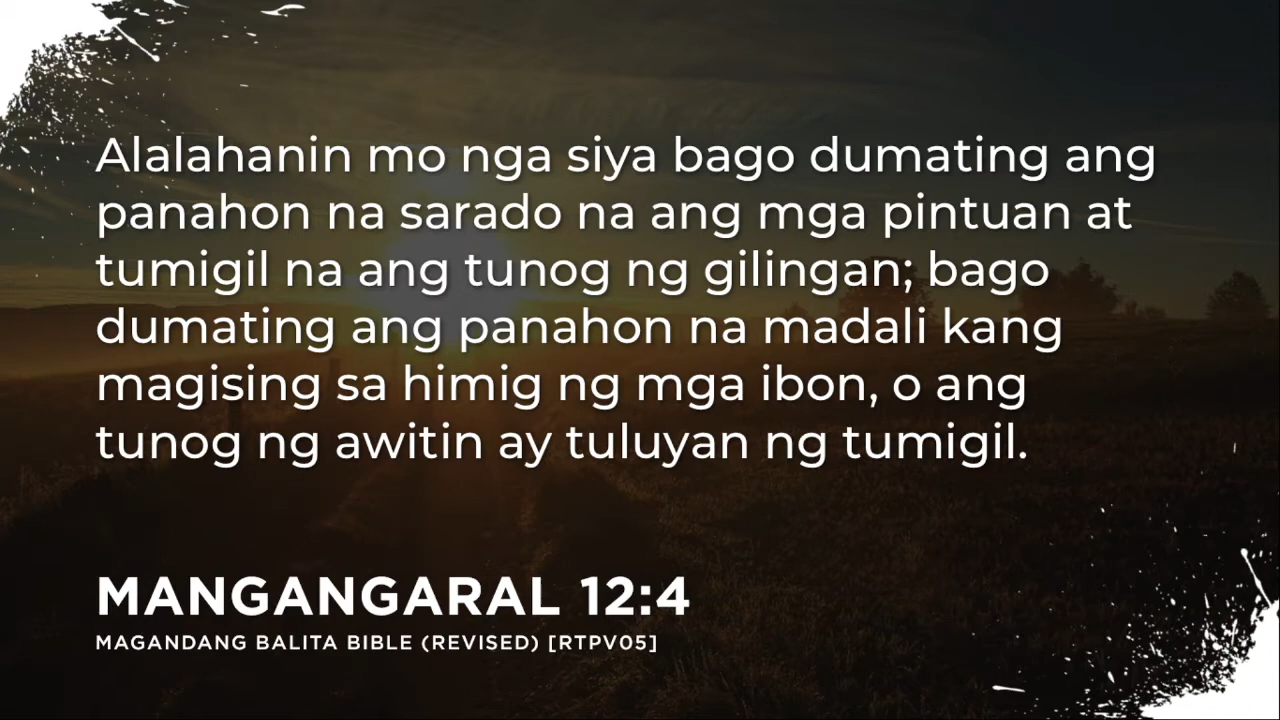 Alalahanin mo nga siya bago dumating ang
panahon na sarado na ang mga pintuan at
tumigil na ang tunog ng gilingan; bago
dumating ang panahon na madali kang
magising sa himig ng mga ibon, o ang
tunog ng awitin ay tuluyan ng tumigil.
MANGANGARAL 12:4
MAGANDANG BALITA BIBLE (REVISED) [RTPV05]